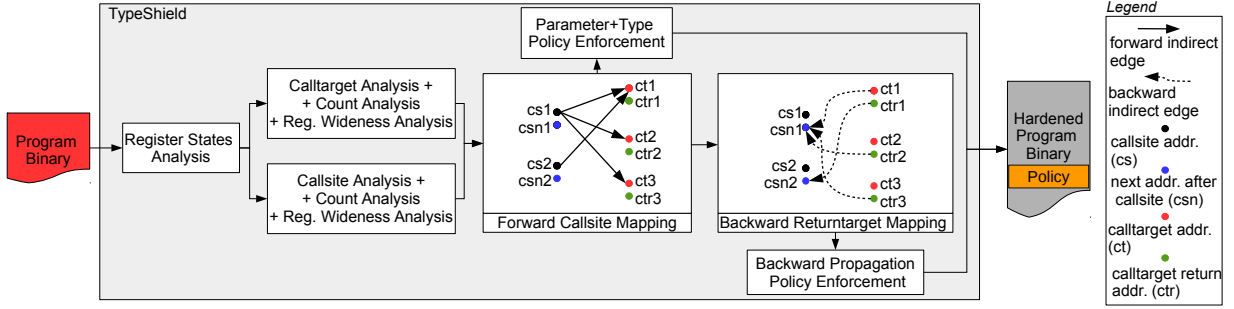 TypeShield
Program
Binary
Register States
Analysis
Calltarget Analysis +
+ Count Analysis
+ Reg. Wideness Analysis
Callsite Analysis +
+ Count Analysis
+ Reg. Wideness Analysis
Parameter+Type
Policy Enforcement
cs1
csn1
cs2
csn2
ct1
ctr1
ct2
ctr2
ct3
ctr3
Forward Callsite Mapping
cs1
csn1
cs2
csn2
ct1
ctr1
ct2
ctr2
ct3
ctr3
Backward Returntarget Mapping
Backward Propagation
Policy Enforcement
Hardened
Program
Binary
Policy
Legend
forward indirect
edge
backward
indirect edge
callsite addr.
(cs)
next addr. after
callsite (csn)
calltarget addr.
(ct)
calltarget return
addr. (ctr)